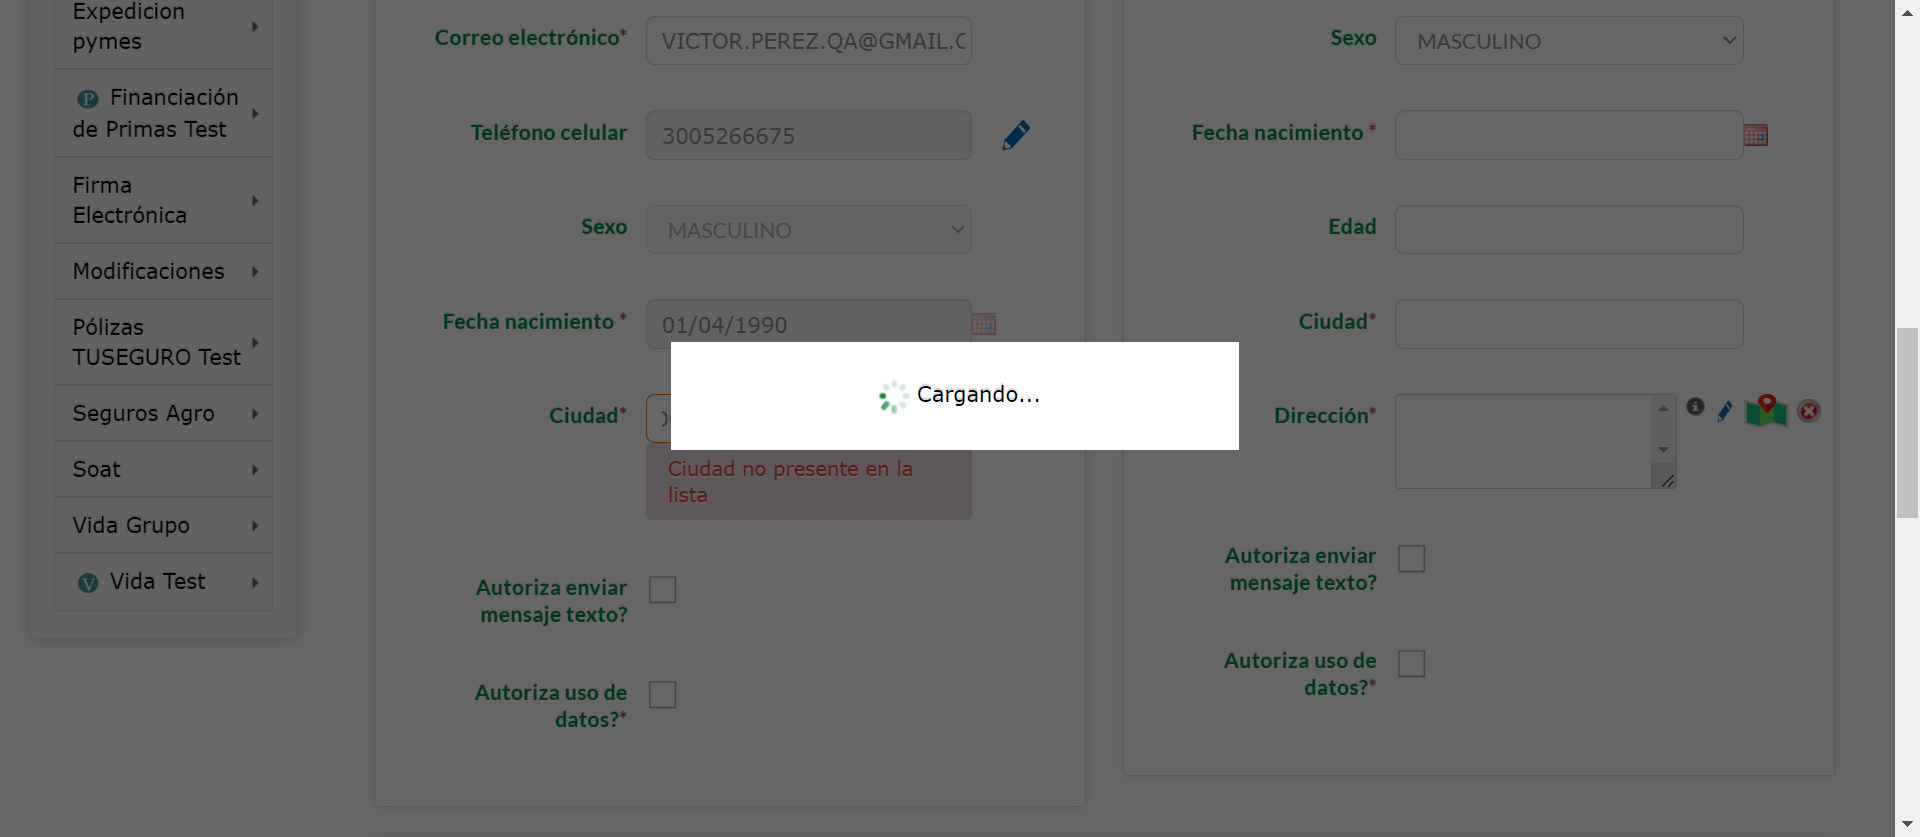 Expedicion
pymes
Financiación
de Primas Test
Firma
Electrónica
Modificaciones
Pólizas
TUSEGURO Test
Seguros Agro
Soat
Vida Grupo
Vida Test
Correo electrónico*
VICTOR.PEREZ.QA@GMAIL.C
Teléfono celular
3005266675
Sexo
MASCULINO
Fecha nacimiento *
01/04/1990
Ciudad*
Ciudad no presente en la
lista
Autoriza enviar
mensaje texto?
Autoriza uso de
datos?*
Cargando...
Sexo
MASCULINO
Fecha nacimiento *
Edad
Ciudad*
Dirección*
Autoriza enviar
mensaje texto?
Autoriza uso de
datos?*